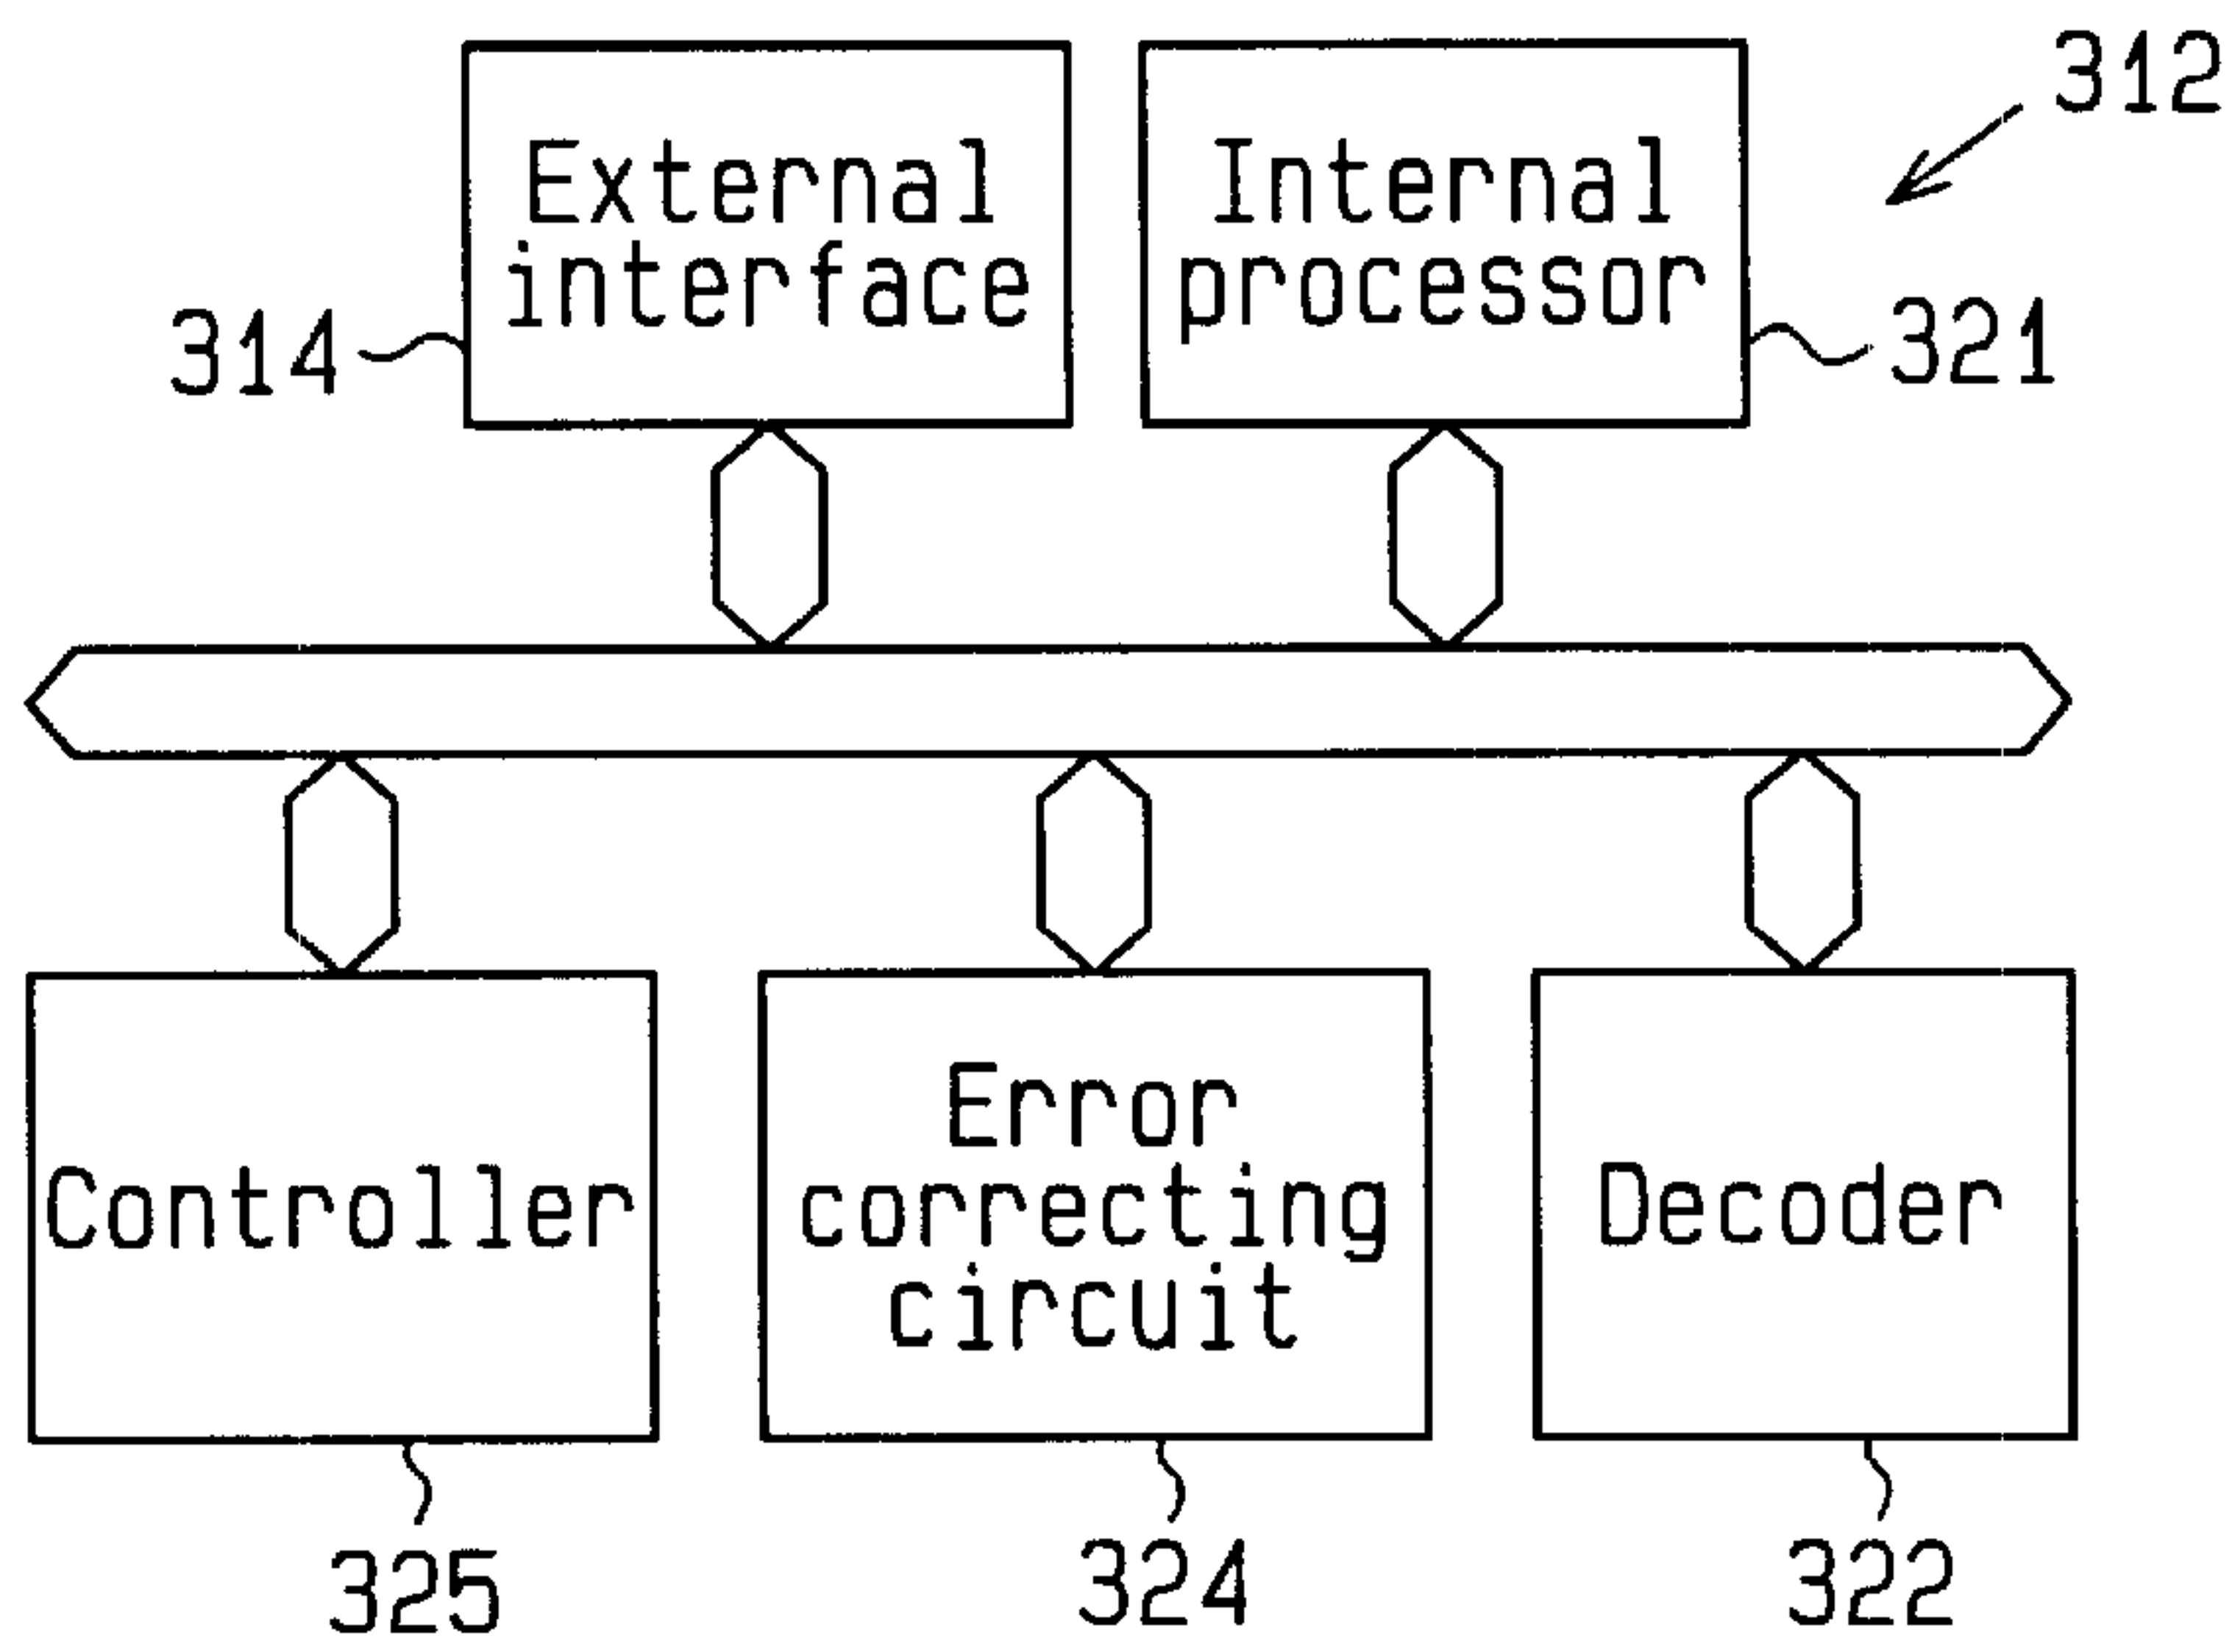 312
External
interface
314
Internal
processor
321
Controller
325
Error
correcting
circuit
324
Decoder
322